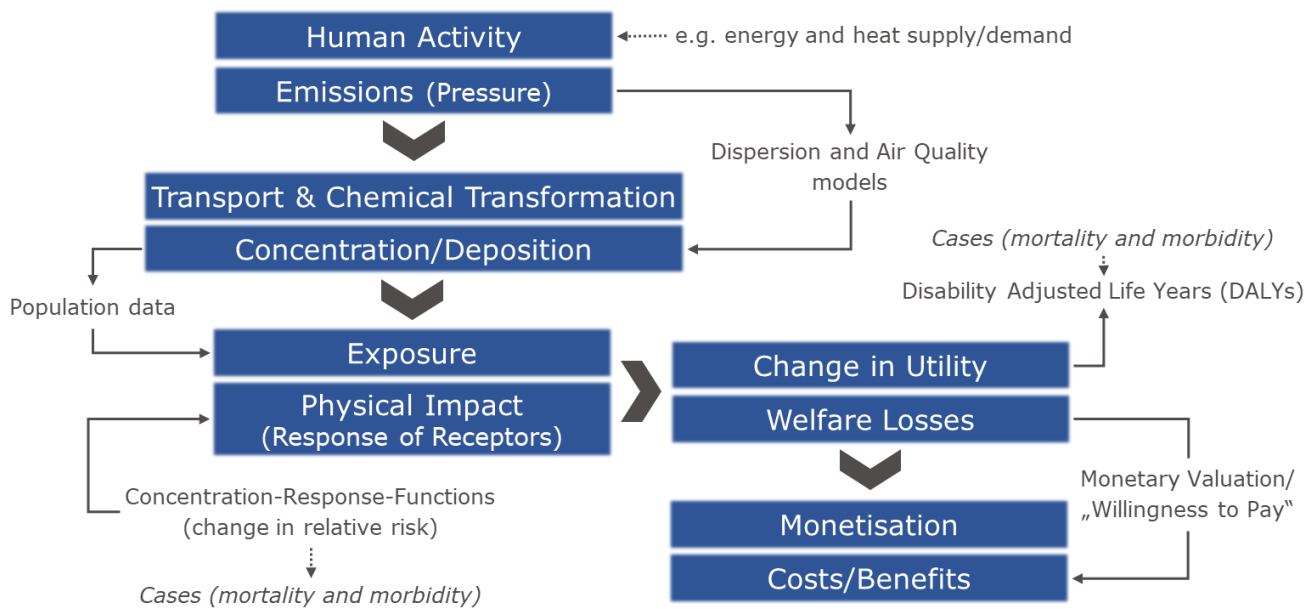 Human Activity
e.g. energy and heat supply/demand
Emissions (Pressure)
Dispersion and Air Quality
models
Transport & Chemical Transformation
Concentration/Deposition
Cases (mortality and morbidity)
Disability Adjusted Life Years (DALYs)
Population data
Exposure
Physical Impact
(Response of Receptors)
Change in Utility
Welfare Losses
Concentration-Response-Functions
(change in relative risk)
Cases (mortality and morbidity)
Monetary Valuation/
„Willingness to Pay“
Monetisation
Costs/Benefits